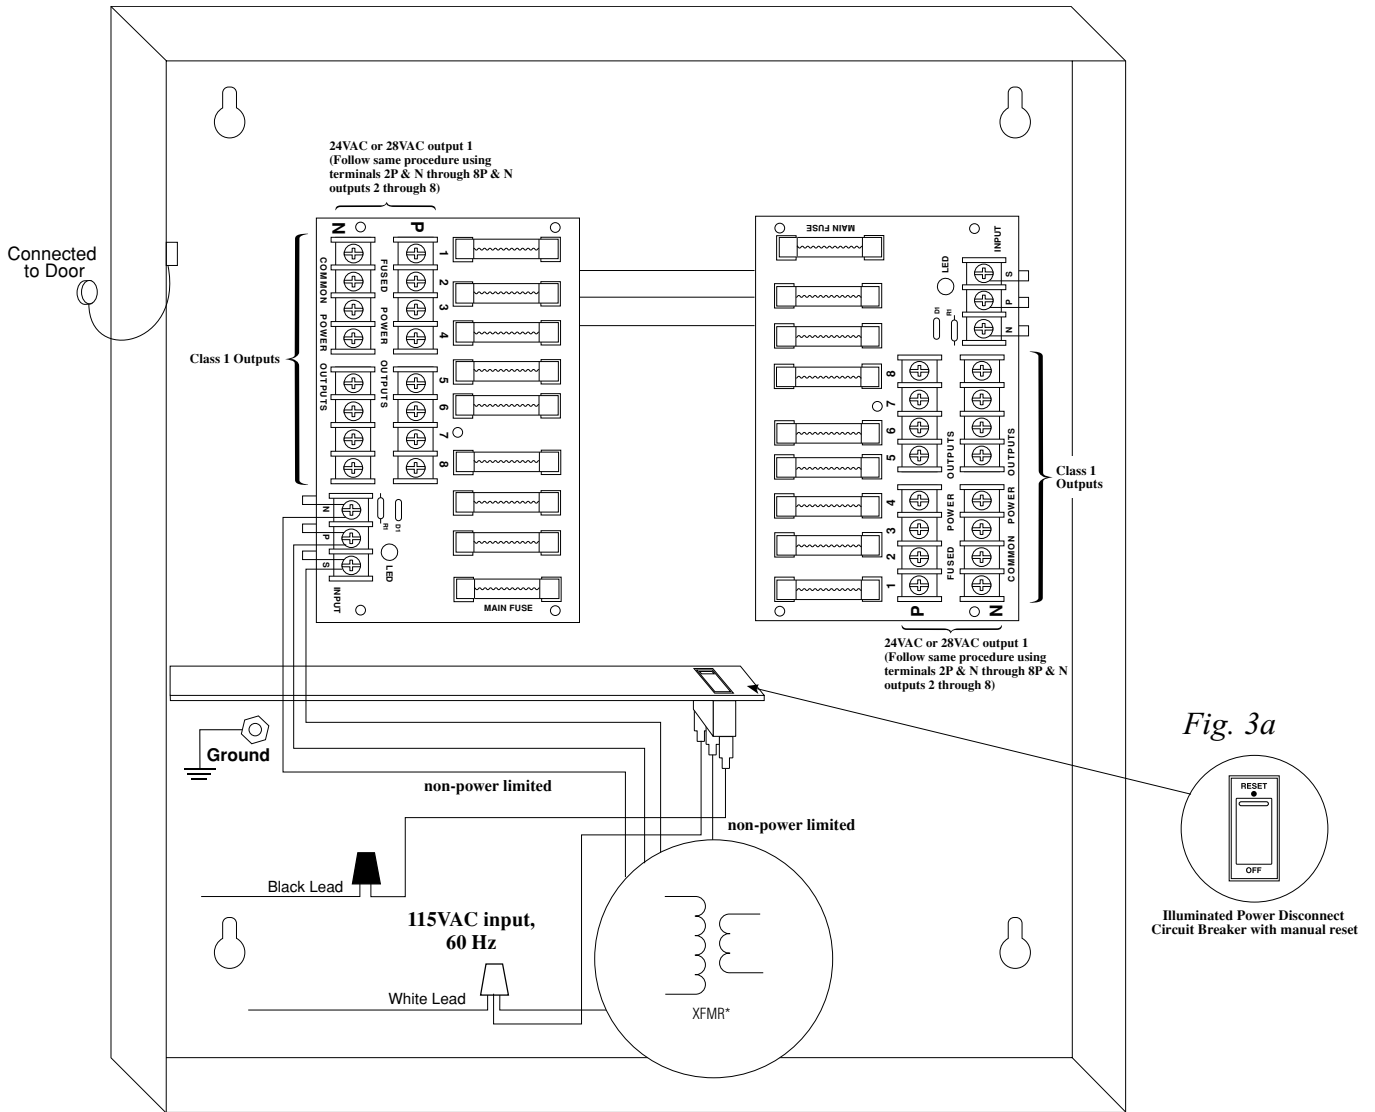 24VAC or 28VAC output 1
(Follow same procedure using
terminals 2P & N through 8P & N
outputs 2 through 8)
Connected
to Door
N
P
COMMON POWER OUTPUTS
FUSED POWER OUTPUTS
1
2
3
4
5
6
7
8
Class 1 Outputs
N
P
S
R1
D1
LED
INPUT
MAIN FUSE
MAIN FUSE
INPUT
LED
S
P
N
D1
R1
8
7
6
5
4
3
2
1
FUSED POWER OUTPUTS
COMMON POWER OUTPUTS
P
N
Class 1
Outputs
24VAC or 28VAC output 1
(Follow same procedure using
terminals 2P & N through 8P & N
outputs 2 through 8)
Ground
non-power limited
non-power limited
Black Lead
115VAC input,
60 Hz
White Lead
XFMR*
Fig. 3a
RESET
OFF
Illuminated Power Disconnect
Circuit Breaker with manual reset